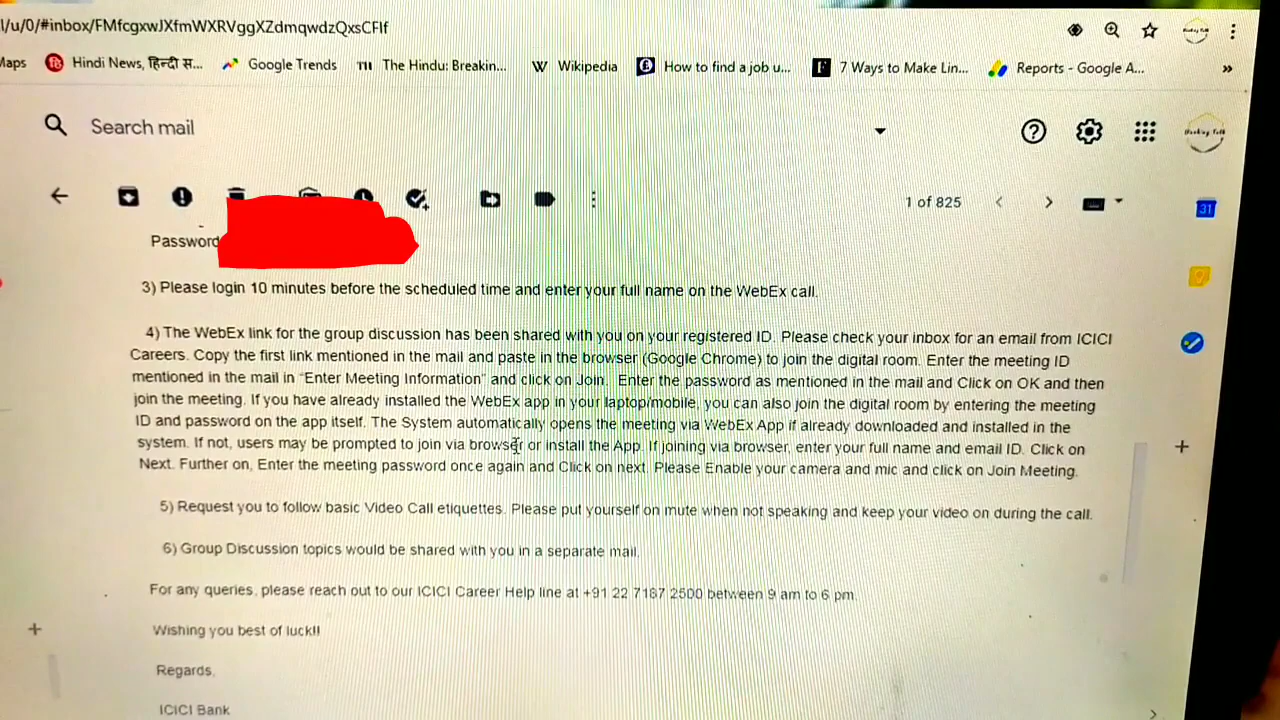 l/u/0/#inbox/FMfcgxwJXfmWXRVggXZdmqwdzQxsCFlf
Maps Hindi News, हिन्दी स... Google Trends TTI The Hindu: Breakin... W Wikipedia How to find a job u... F 7 Ways to Make Lin... Reports - Google A... »
Search mail
1 of 825
31
Password
3) Please login 10 minutes before the scheduled time and enter your full name on the WebEx call.
4) The WebEx link for the group discussion has been shared with you on your registered ID. Please check your inbox for an email from ICICI
Careers. Copy the first link mentioned in the mail and paste in the browser (Google Chrome) to join the digital room. Enter the meeting ID
mentioned in the mail in “Enter Meeting Information” and click on Join. Enter the password as mentioned in the mail and Click on OK and then
join the meeting. If you have already installed the WebEx app in your laptop/mobile, you can also join the digital room by entering the meeting
ID and password on the app itself. The System automatically opens the meeting via WebEx App if already downloaded and installed in the
system. If not, users may be prompted to join via browser or install the App. If joining via browser, enter your full name and email ID. Click on
Next. Further on, Enter the meeting password once again and Click on next. Please Enable your camera and mic and click on Join Meeting.
5) Request you to follow basic Video Call etiquettes. Please put yourself on mute when not speaking and keep your video on during the call.
6) Group Discussion topics would be shared with you in a separate mail.
For any queries, please reach out to our ICICI Career Help line at +91 22 7187 2500 between 9 am to 6 pm.
Wishing you best of luck!!
Regards,
ICICI Bank